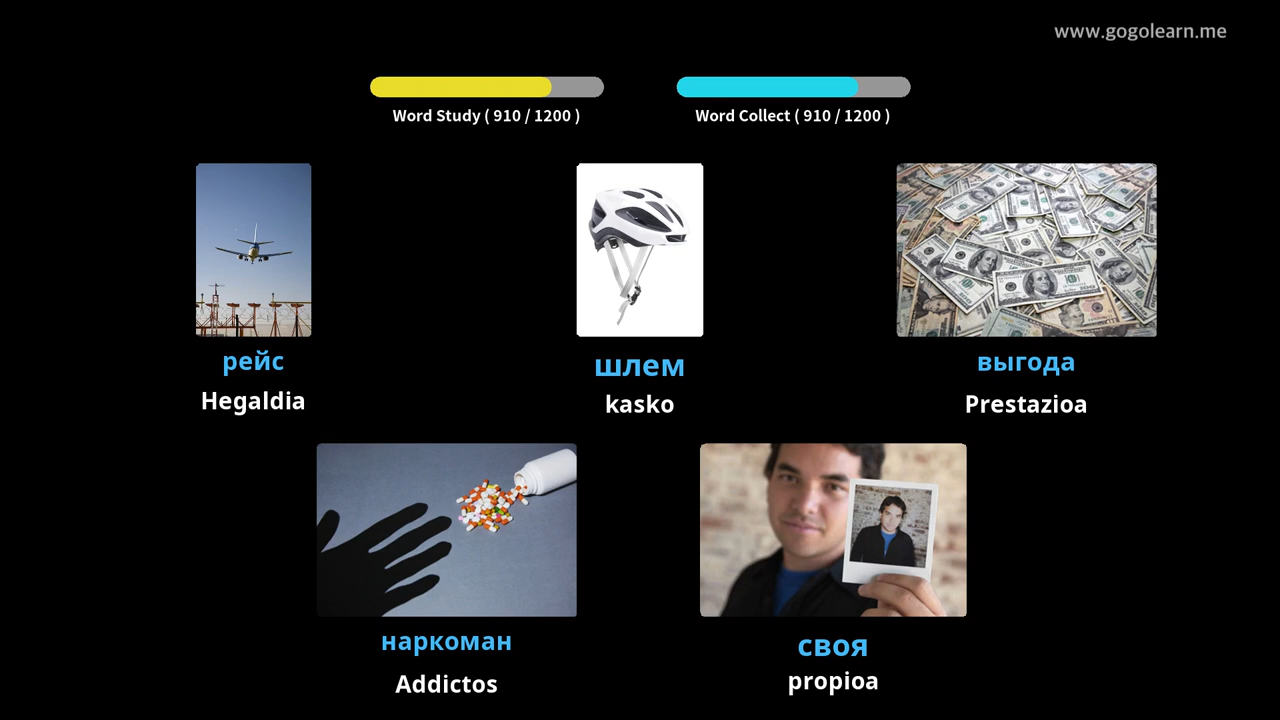 www.gogolearn.me
Word Study ( 910 / 1200 )
Word Collect ( 910 / 1200 )
рейс
Hegaldia
шлем
kasko
выгода
Prestazioa
наркоман
Addictos
своя
propioa